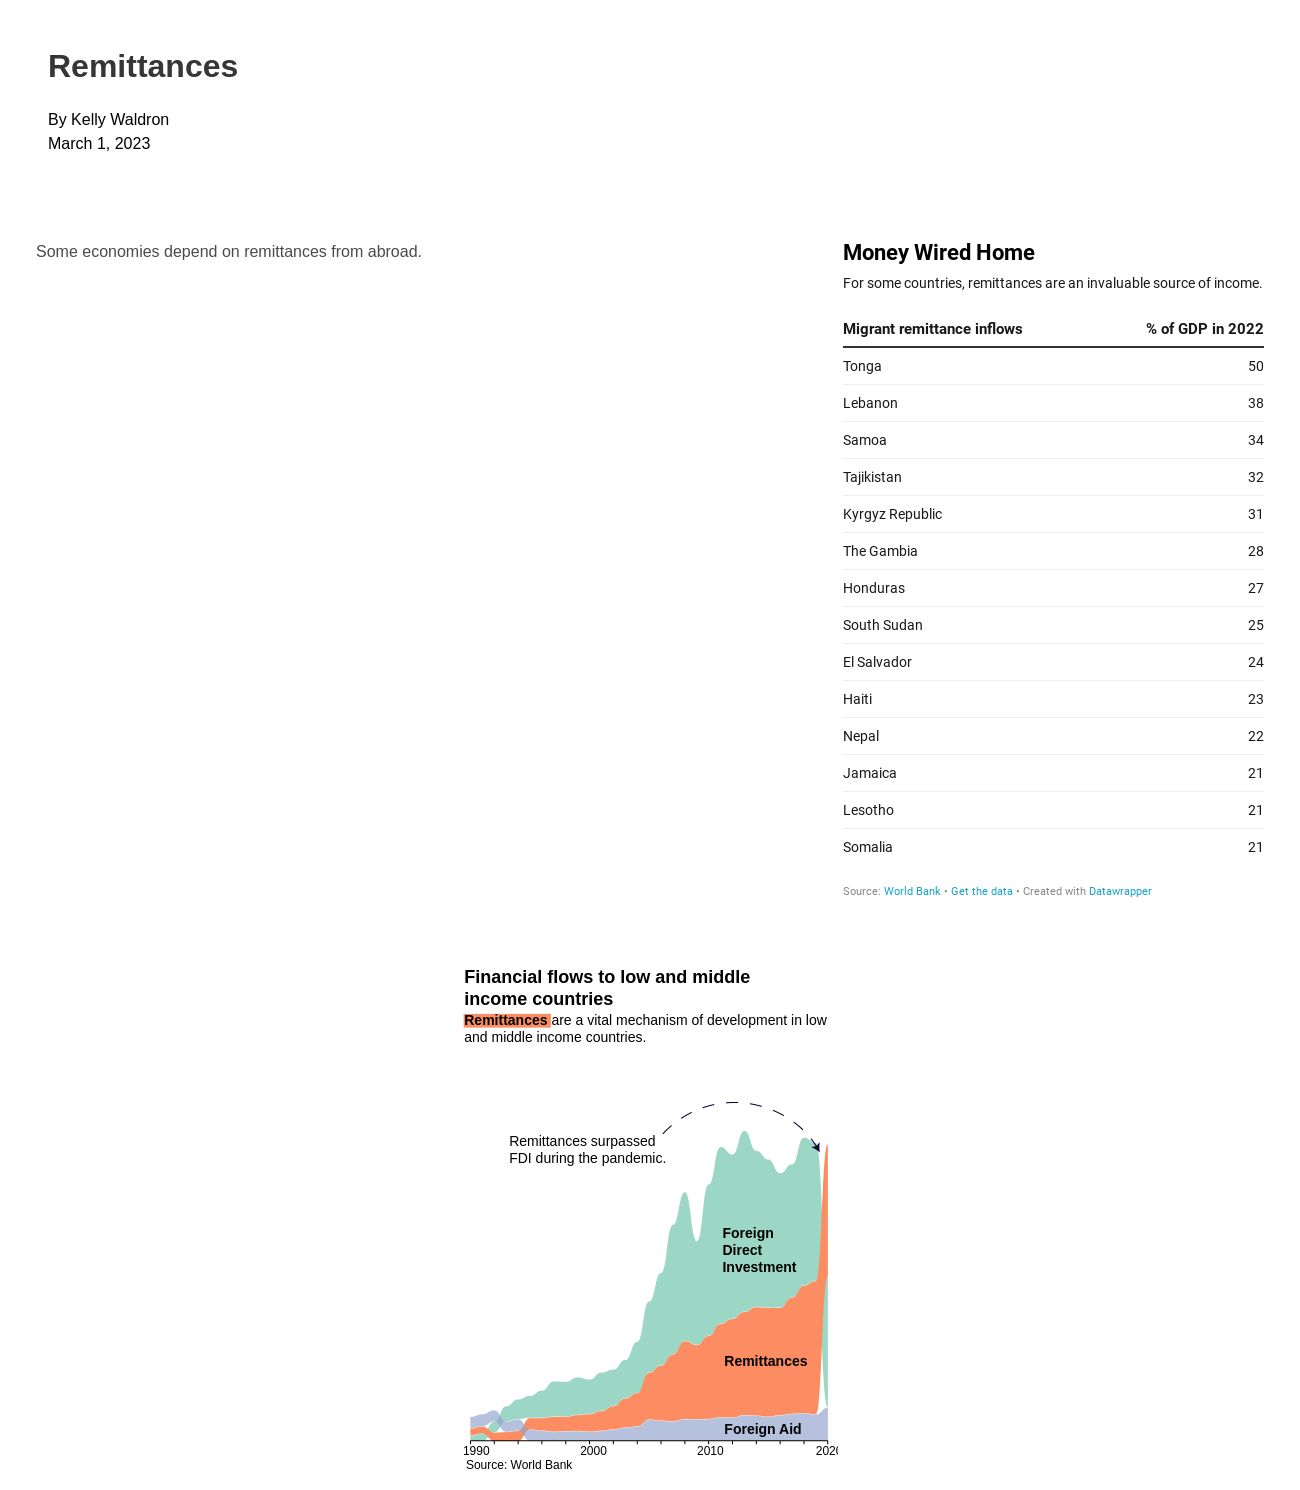 Remittances
By Kelly Waldron
March 1, 2023
Some economies depend on remittances from abroad.
Money Wired Home
For some countries, remittances are an invaluable source of income.
Migrant remittance inflows % of GDP in 2022
Tonga 50
Lebanon 38
Samoa 34
Tajikistan 32
Kyrgyz Republic 31
The Gambia 28
Honduras 27
South Sudan 25
El Salvador 24
Haiti 23
Nepal 22
Jamaica 21
Lesotho 21
Somalia 21
Source: World Bank • Get the data • Created with Datawrapper
Financial flows to low and middle
income countries
Remittances are a vital mechanism of development in low
and middle income countries.
Remittances surpassed
FDI during the pandemic.
Foreign
Direct
Investment
Remittances
Foreign Aid
1990 2000 2010 2020
Source: World Bank